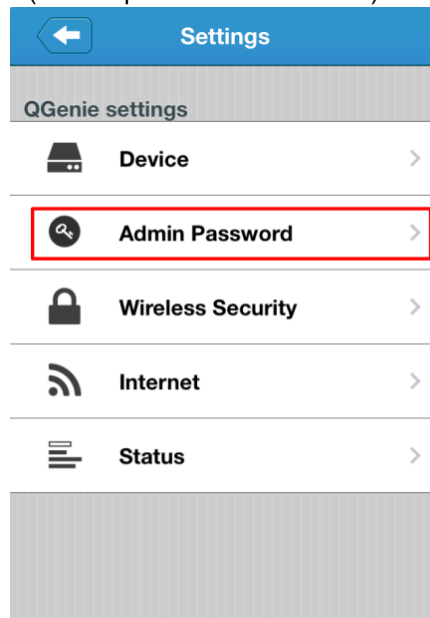 Settings
QGenie settings
Device
Admin Password
Wireless Security
Internet
Status